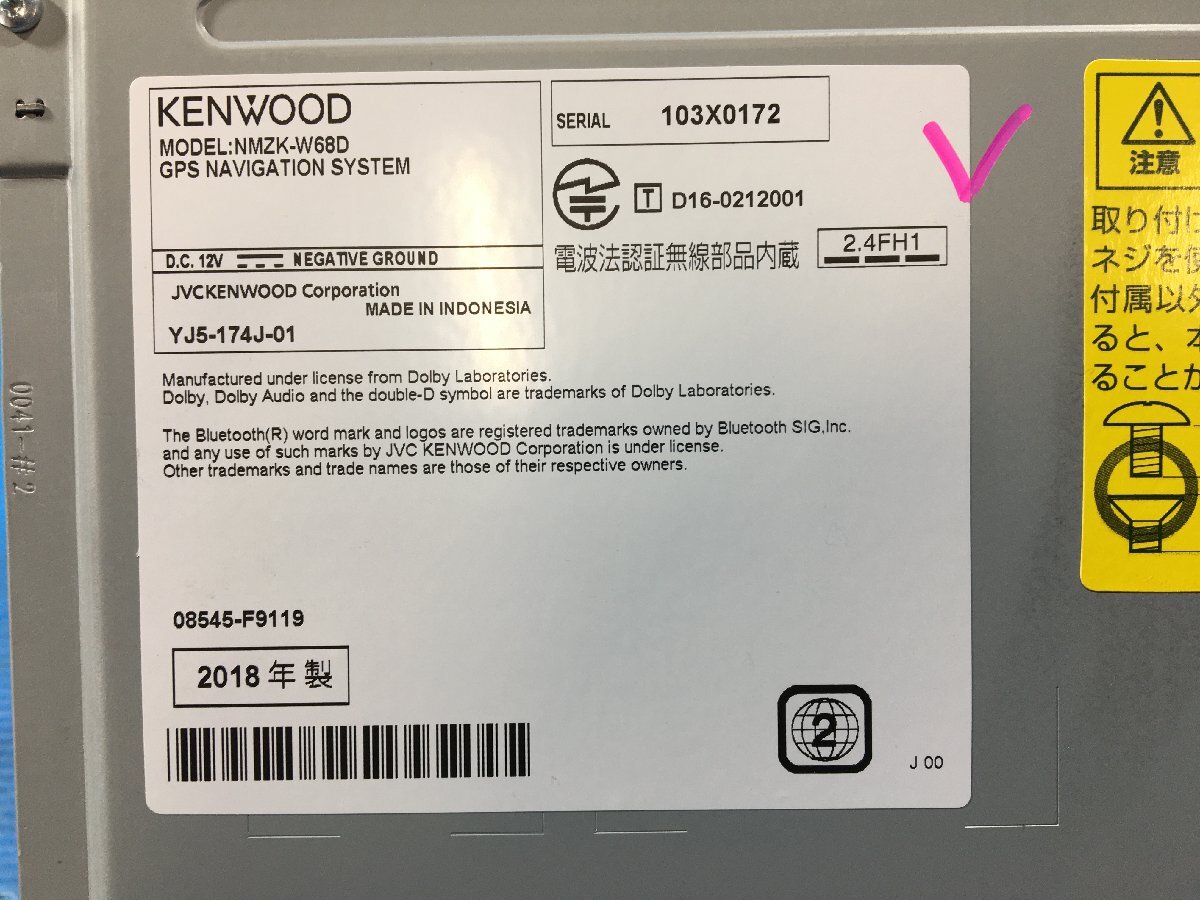 KENWOOD
MODEL:NMZK-W68D
GPS NAVIGATION SYSTEM
D.C. 12V NEGATIVE GROUND
JVCKENWOOD Corporation
MADE IN INDONESIA
YJ5-174J-01
SERIAL 103X0172
T D16-0212001
電波法認証無線部品内蔵 2.4FH1
Manufactured under license from Dolby Laboratories.
Dolby, Dolby Audio and the double-D symbol are trademarks of Dolby Laboratories.
The Bluetooth(R) word mark and logos are registered trademarks owned by Bluetooth SIG,Inc.
and any use of such marks by JVC KENWOOD Corporation is under license.
Other trademarks and trade names are those of their respective owners.
08545-F9119
2018 年 製
2
J 00
注意
取り付け
ネジを使
付属以外
ると、本
ることが
0041-#2